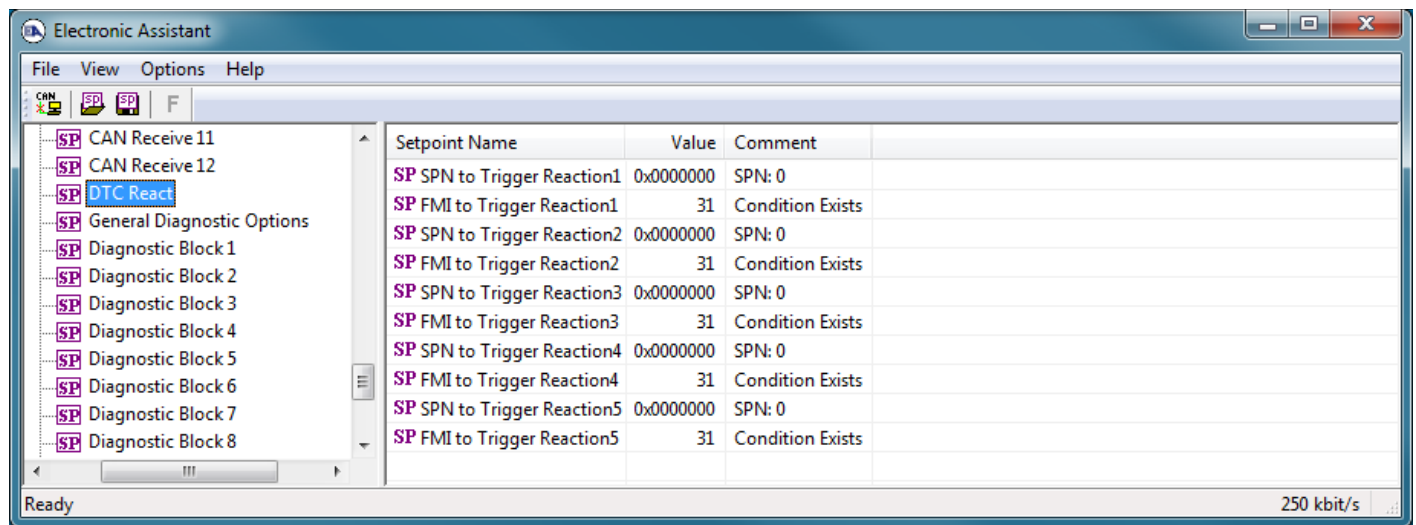 Electronic Assistant
File View Options Help
CAN SP SP F
SP CAN Receive 11
SP CAN Receive 12
SP DTC React
SP General Diagnostic Options
SP Diagnostic Block 1
SP Diagnostic Block 2
SP Diagnostic Block 3
SP Diagnostic Block 4
SP Diagnostic Block 5
SP Diagnostic Block 6
SP Diagnostic Block 7
SP Diagnostic Block 8
Setpoint Name Value Comment
SP SPN to Trigger Reaction1 0x0000000 SPN: 0
SP FMI to Trigger Reaction1 31 Condition Exists
SP SPN to Trigger Reaction2 0x0000000 SPN: 0
SP FMI to Trigger Reaction2 31 Condition Exists
SP SPN to Trigger Reaction3 0x0000000 SPN: 0
SP FMI to Trigger Reaction3 31 Condition Exists
SP SPN to Trigger Reaction4 0x0000000 SPN: 0
SP FMI to Trigger Reaction4 31 Condition Exists
SP SPN to Trigger Reaction5 0x0000000 SPN: 0
SP FMI to Trigger Reaction5 31 Condition Exists
Ready 250 kbit/s